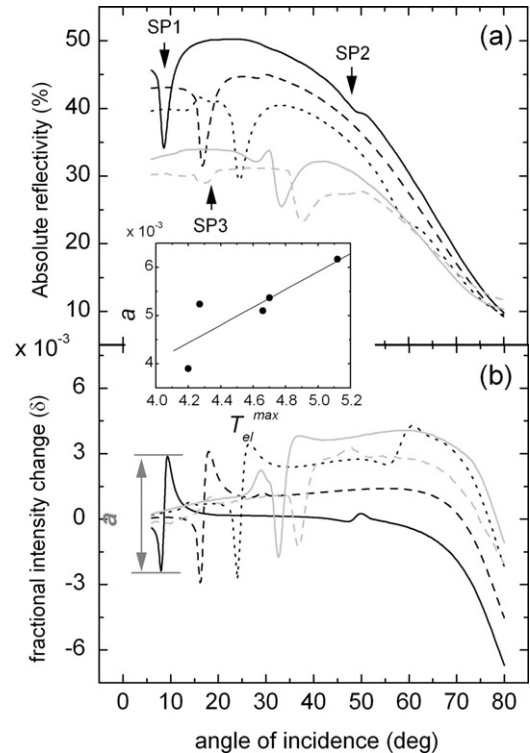 (a)
SP1
SP2
SP3
50
40
30
20
10
Absolute reflectivity (%)
x 10⁻³
6
5
4
a
4.0 4.2 4.4 4.6 4.8 5.0 5.2
T_el^max
(b)
x 10⁻³
3
0
-3
-6
a
fractional intensity change (δ)
0 10 20 30 40 50 60 70 80
angle of incidence (deg)